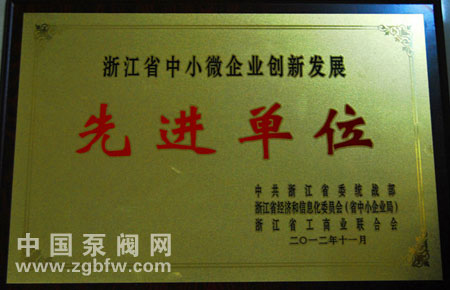 浙江省中小微企业创新发展
先进单位
中共浙江省委统战部
浙江省经济和信息化委员会(省中小企业局)
浙江省工商业联合会
二〇一二年十一月
中国泵阀网
www.zgbfw.com